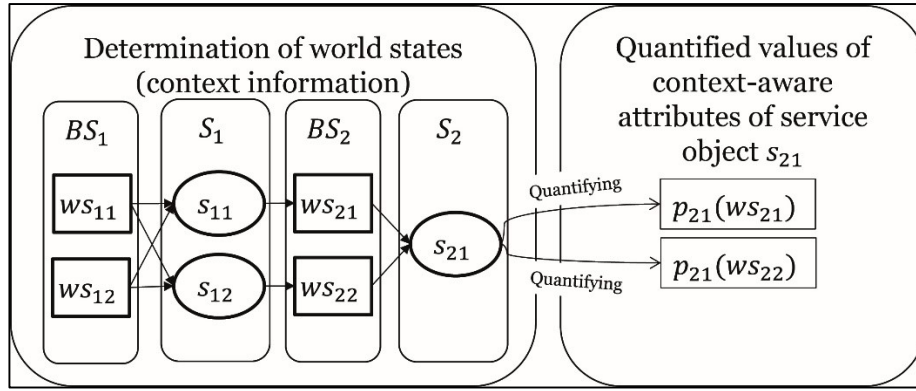 Determination of world states
(context information)
BS₁
S₁
BS₂
S₂
ws₁₁
s₁₁
ws₂₁
ws₁₂
s₁₂
ws₂₂
s₂₁
Quantifying
Quantifying
Quantified values of
context-aware
attributes of service
object s₂₁
p₂₁(ws₂₁)
p₂₁(ws₂₂)